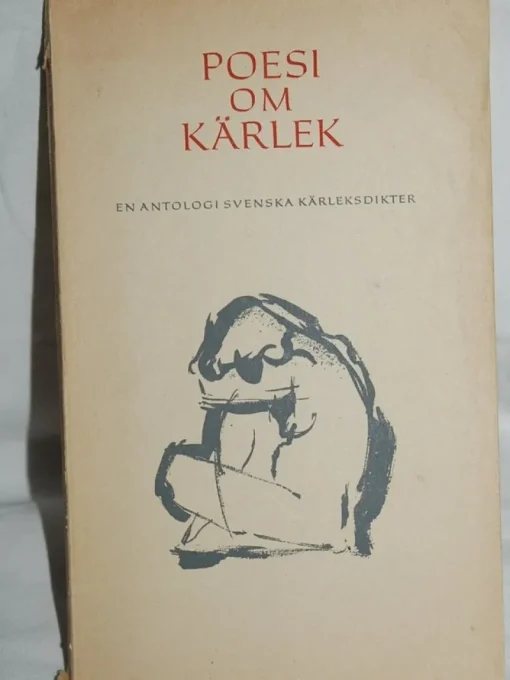 POESI
OM
KÄRLEK
EN ANTOLOGI SVENSKA KÄRLEKSDIKTER